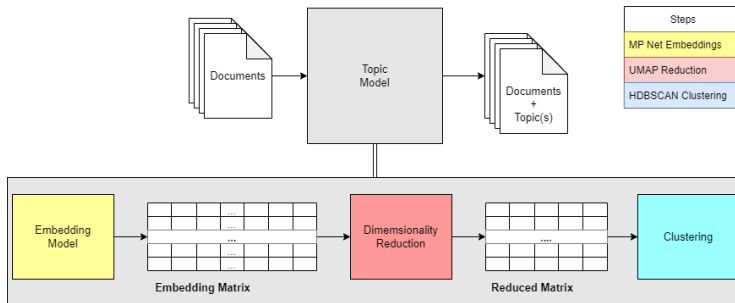 Documents
Topic
Model
Documents
+
Topic(s)
Steps
MP Net Embeddings
UMAP Reduction
HDBSCAN Clustering
Embedding
Model
...
...
...
...
Embedding Matrix
Dimemsionality
Reduction
....
Reduced Matrix
Clustering